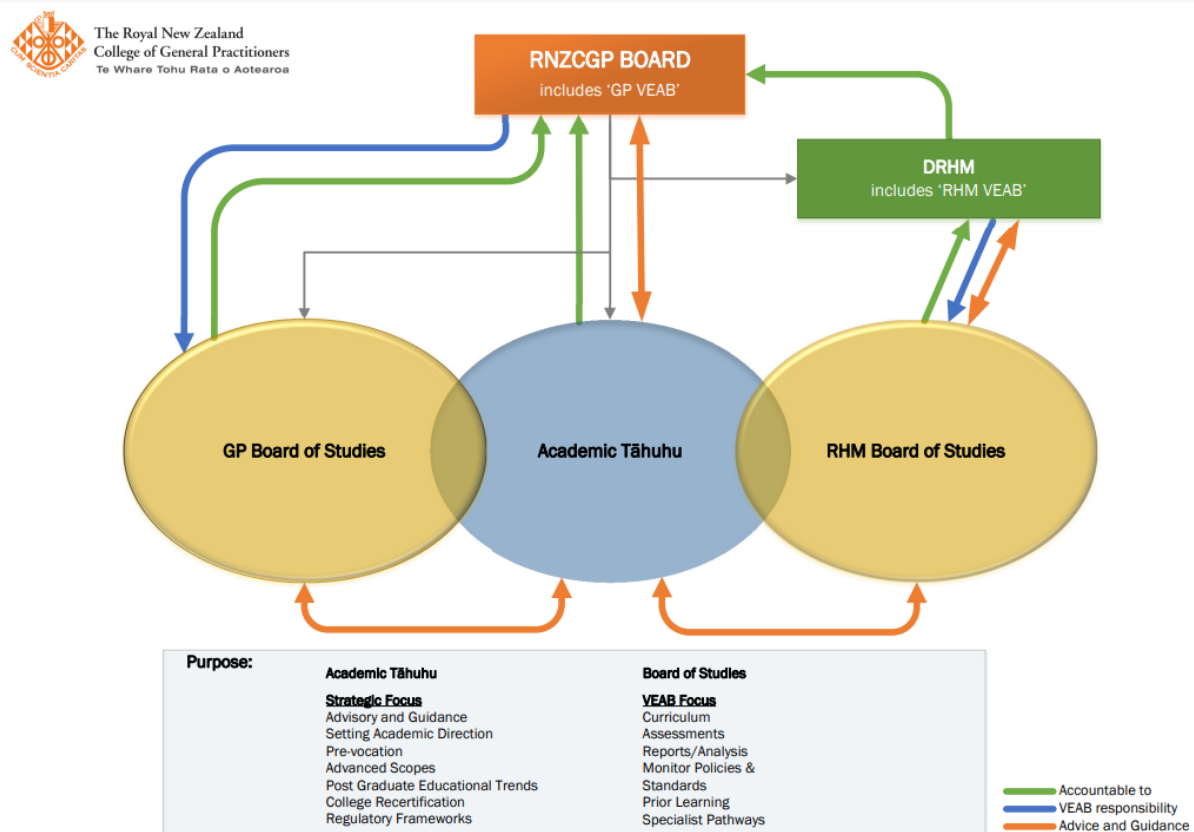 The Royal New Zealand
College of General Practitioners
Te Whare Tohu Rata o Aotearoa
CUM SCIENTIA CARITAS
RNZCGP BOARD
includes ‘GP VEAB’
DRHM
includes ‘RHM VEAB’
GP Board of Studies
Academic Tāhuhu
RHM Board of Studies
Purpose:
Academic Tāhuhu
Strategic Focus
Advisory and Guidance
Setting Academic Direction
Pre-vocation
Advanced Scopes
Post Graduate Educational Trends
College Recertification
Regulatory Frameworks
Board of Studies
VEAB Focus
Curriculum
Assessments
Reports/Analysis
Monitor Policies &
Standards
Prior Learning
Specialist Pathways
Accountable to
VEAB responsibility
Advice and Guidance